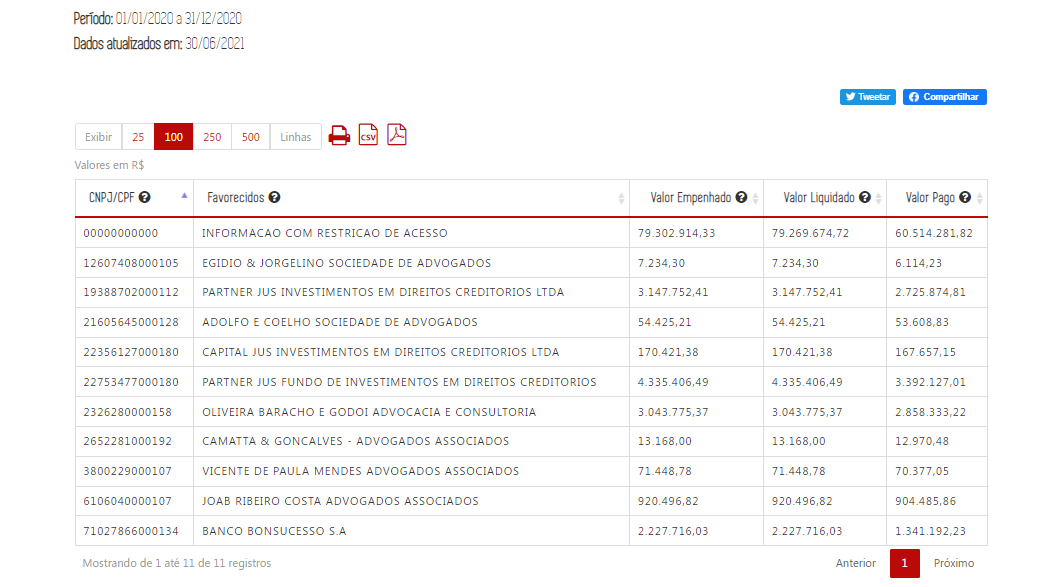 Período: 01/01/2020 a 31/12/2020
Dados atualizados em: 30/06/2021
Tweetar Compartilhar
Exibir 25 100 250 500 Linhas CSV
Valores em R$
CNPJ/CPF ? Favorecidos ? Valor Empenhado ? Valor Liquidado ? Valor Pago ?
00000000000 INFORMACAO COM RESTRICAO DE ACESSO 79.302.914,33 79.269.674,72 60.514.281,82
12607408000105 EGIDIO & JORGELINO SOCIEDADE DE ADVOGADOS 7.234,30 7.234,30 6.114,23
19388702000112 PARTNER JUS INVESTIMENTOS EM DIREITOS CREDITORIOS LTDA 3.147.752,41 3.147.752,41 2.725.874,81
21605645000128 ADOLFO E COELHO SOCIEDADE DE ADVOGADOS 54.425,21 54.425,21 53.608,83
22356127000180 CAPITAL JUS INVESTIMENTOS EM DIREITOS CREDITORIOS LTDA 170.421,38 170.421,38 167.657,15
22753477000180 PARTNER JUS FUNDO DE INVESTIMENTOS EM DIREITOS CREDITORIOS 4.335.406,49 4.335.406,49 3.392.127,01
2326280000158 OLIVEIRA BARACHO E GODOI ADVOCACIA E CONSULTORIA 3.043.775,37 3.043.775,37 2.858.333,22
2652281000192 CAMATTA & GONCALVES - ADVOGADOS ASSOCIADOS 13.168,00 13.168,00 12.970,48
3800229000107 VICENTE DE PAULA MENDES ADVOGADOS ASSOCIADOS 71.448,78 71.448,78 70.377,05
6106040000107 JOAB RIBEIRO COSTA ADVOGADOS ASSOCIADOS 920.496,82 920.496,82 904.485,86
71027866000134 BANCO BONSUCESSO S.A 2.227.716,03 2.227.716,03 1.341.192,23
Mostrando de 1 até 11 de 11 registros Anterior 1 Próximo